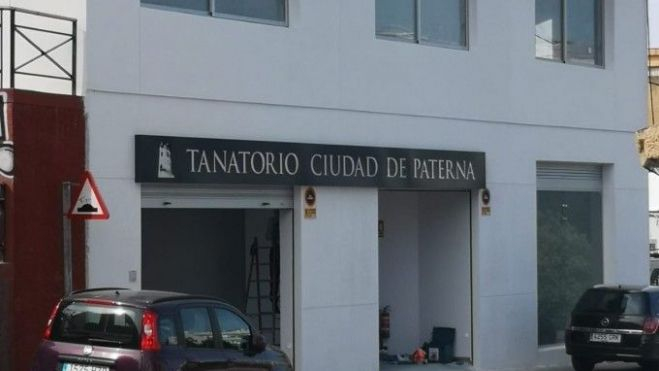 TANATORIO CIUDAD DE PATERNA